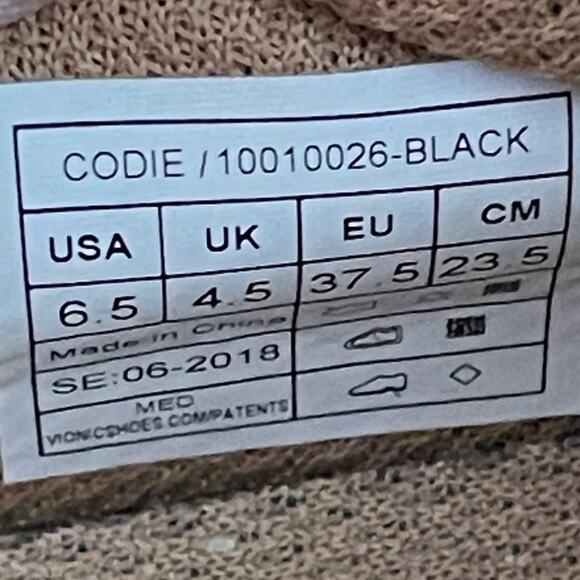 CODIE / 10010026-BLACK
USA UK EU CM
6.5 4.5 37.5 23.5
Made in China
SE:06-2018
MED
VIONICSHOES.COM/PATENTS